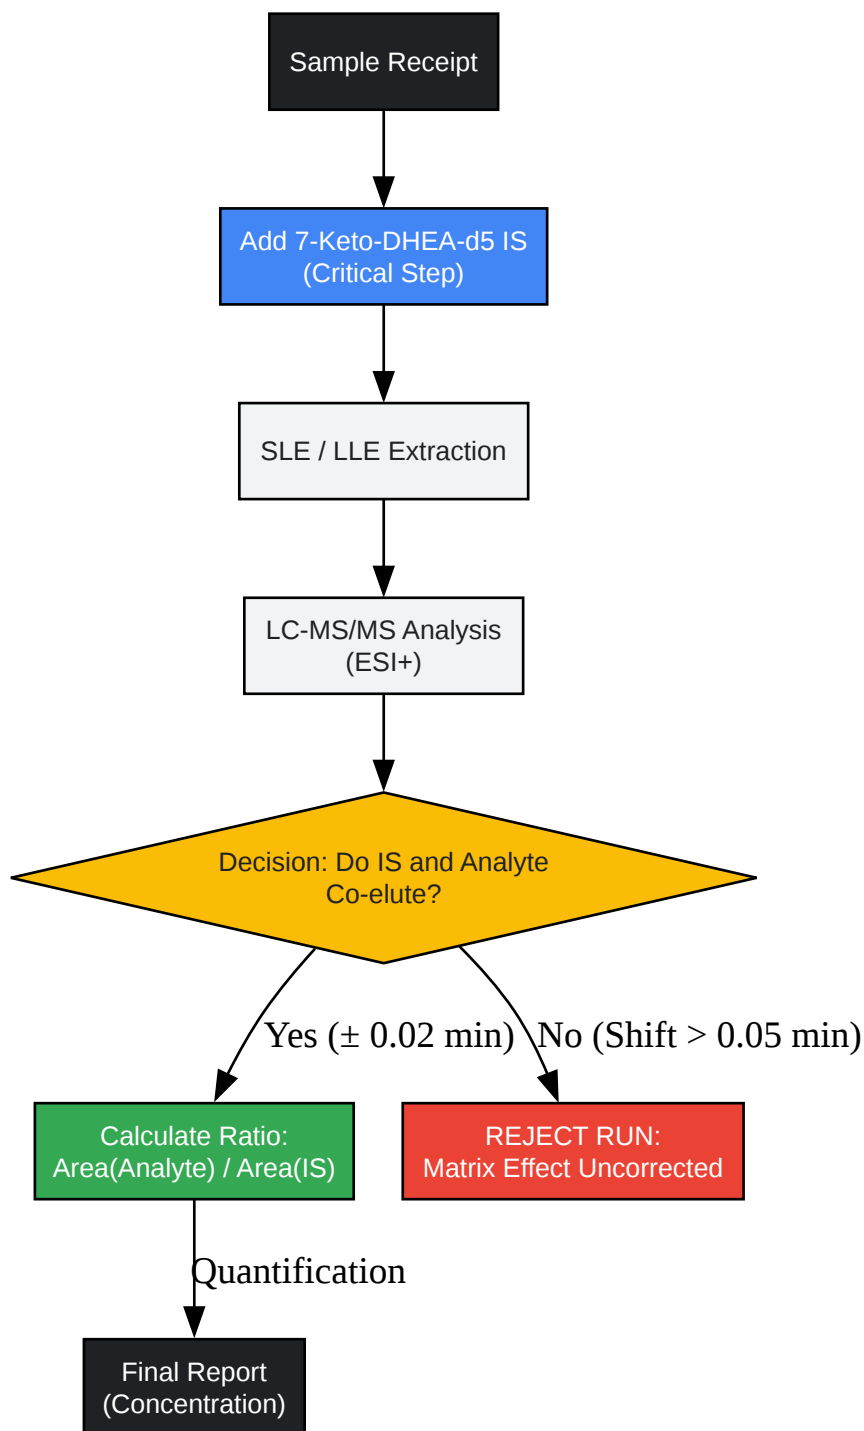 Sample Receipt
Add 7-Keto-DHEA-d5 IS
(Critical Step)
SLE / LLE Extraction
LC-MS/MS Analysis
(ESI+)
Decision: Do IS and Analyte
Co-elute?
Yes (± 0.02 min)
No (Shift > 0.05 min)
Calculate Ratio:
Area(Analyte) / Area(IS)
REJECT RUN:
Matrix Effect Uncorrected
Quantification
Final Report
(Concentration)